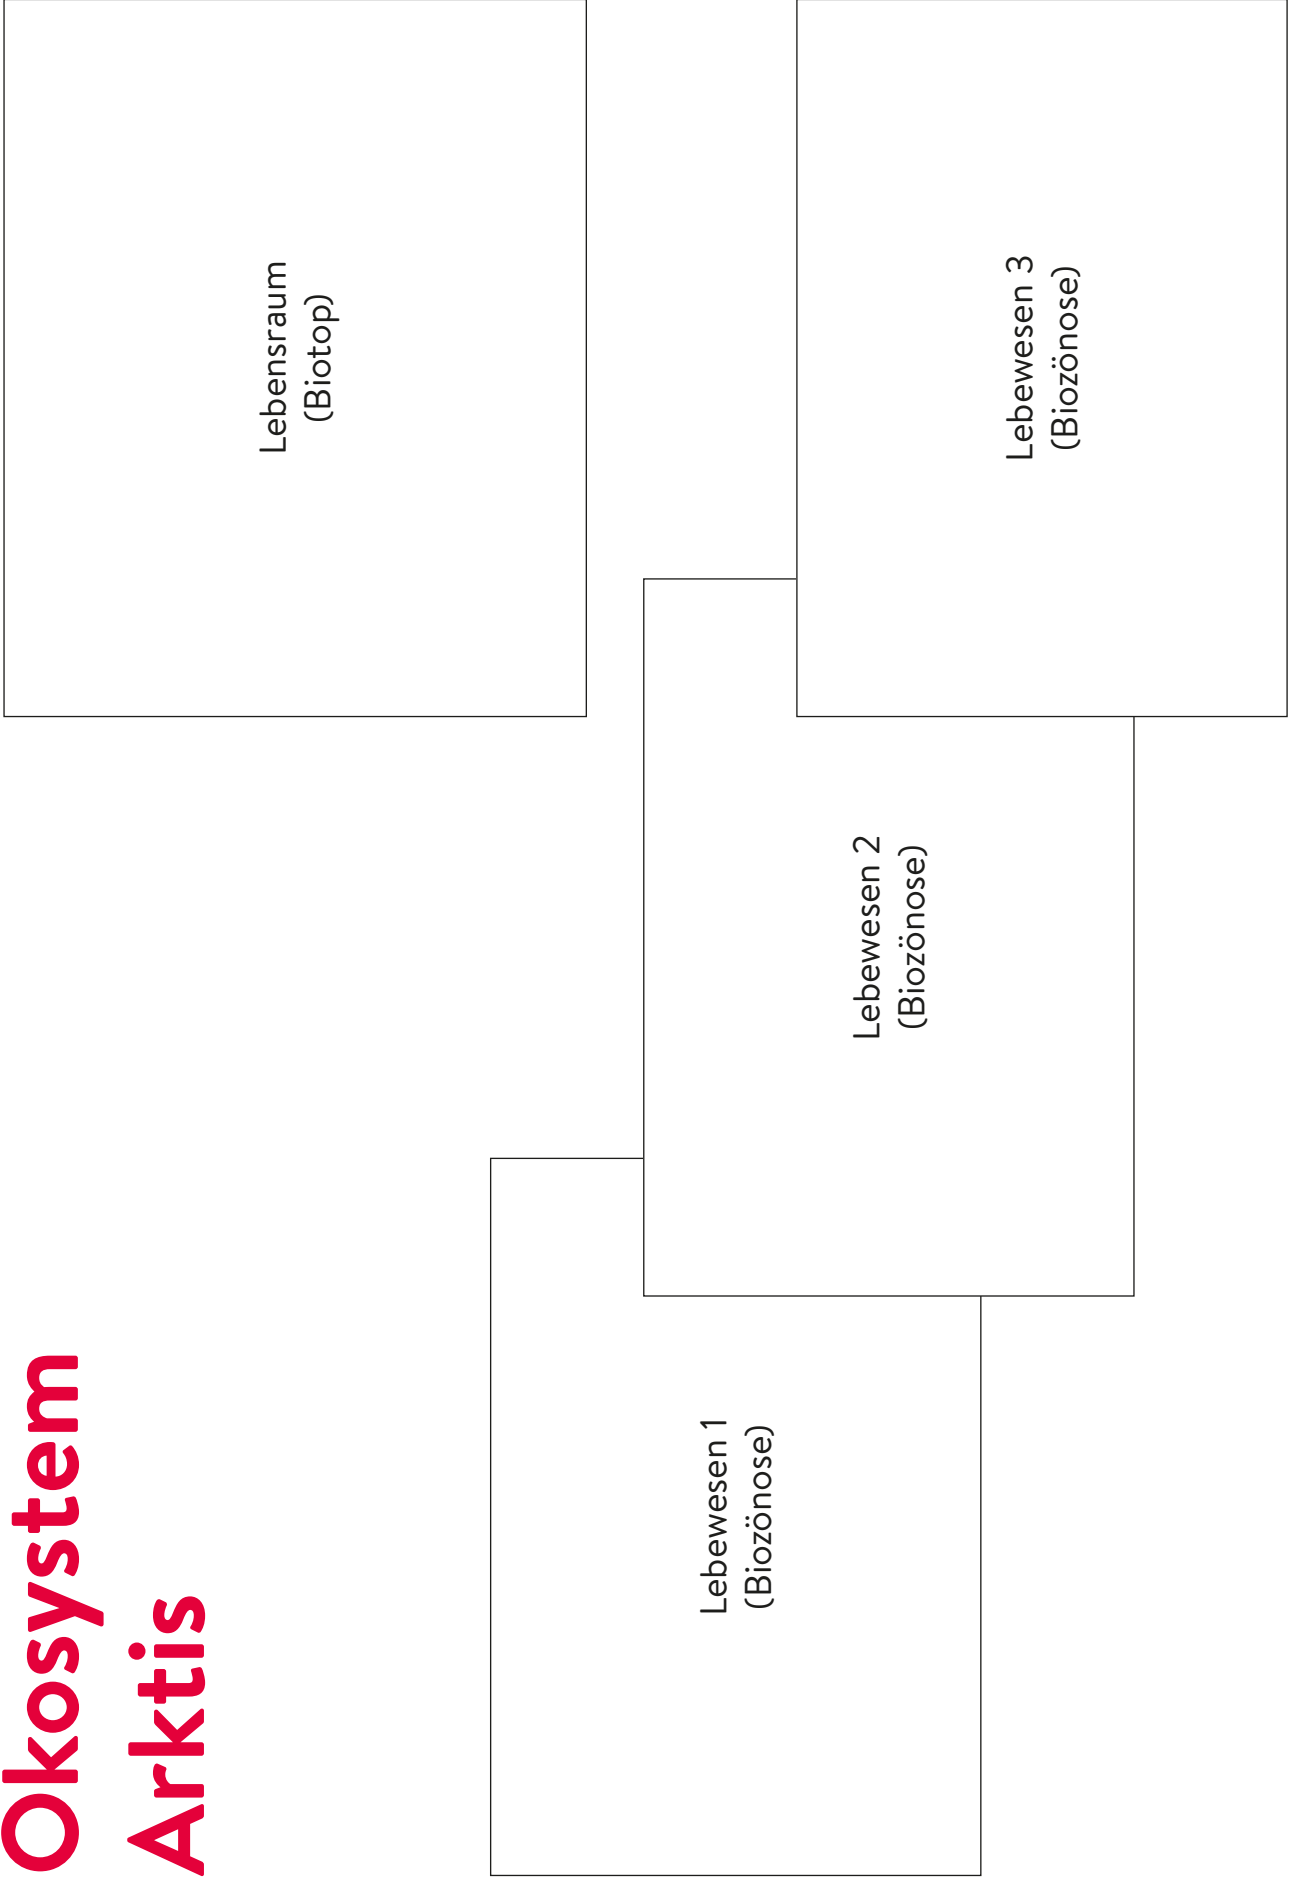 Ökosystem
Arktis
Lebensraum
(Biotop)
Lebewesen 1
(Biozönose)
Lebewesen 2
(Biozönose)
Lebewesen 3
(Biozönose)